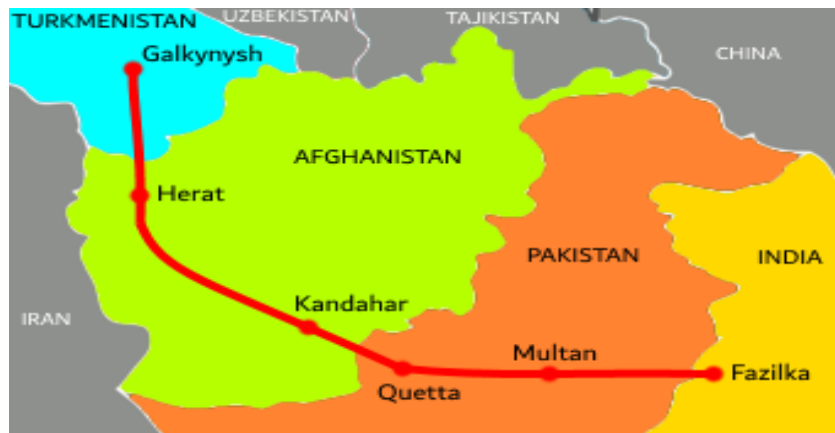 UZBEKISTAN
TAJIKISTAN
TURKMENISTAN
Galkynysh
CHINA
AFGHANISTAN
Herat
PAKISTAN
INDIA
Kandahar
IRAN
Multan
Fazilka
Quetta